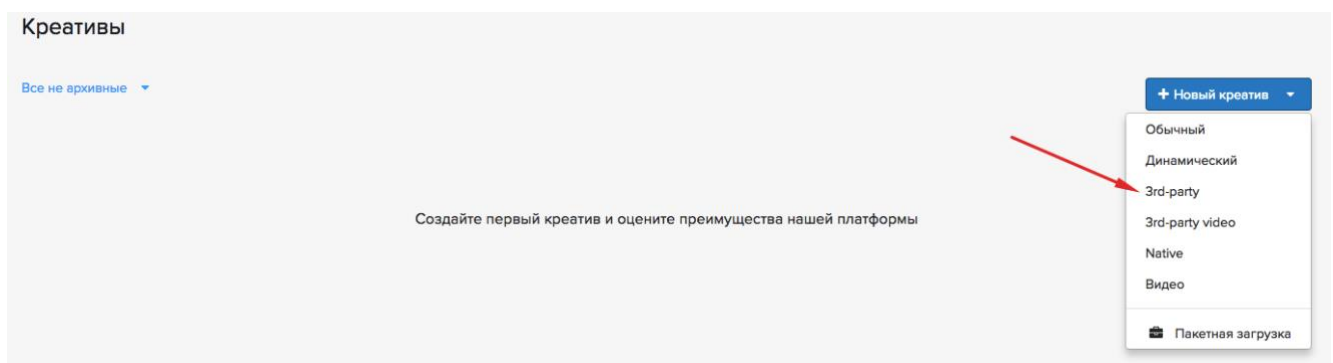 Креативы
Все не архивные
+ Новый креатив
Обычный
Динамический
3rd-party
Создайте первый креатив и оцените преимущества нашей платформы
3rd-party video
Native
Видео
Пакетная загрузка